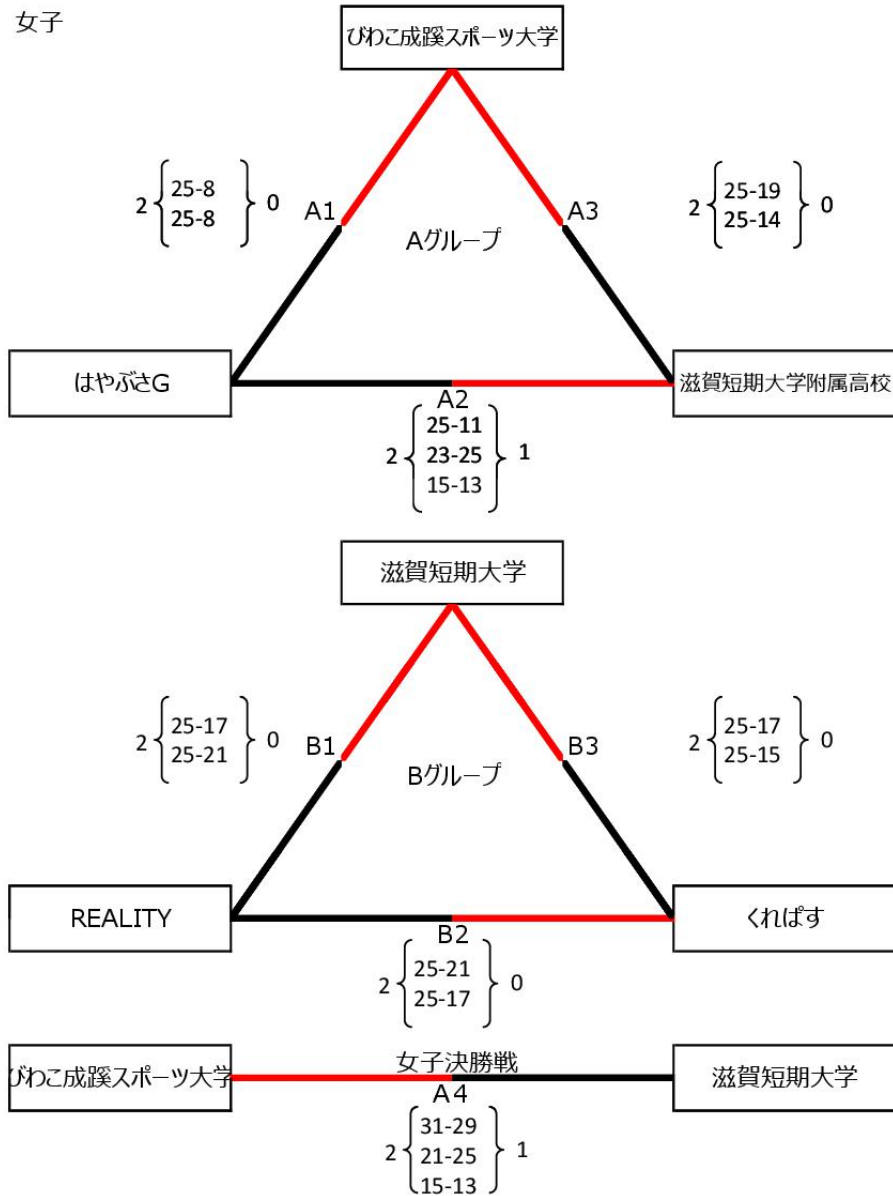 女子
びわこ成蹊スポーツ大学
2 { 25-8 } 0
25-8
A1
A3
2 { 25-19 } 0
25-14
Aグループ
はやぶさG
滋賀短期大学附属高校
A2
25-11
2 { 23-25 } 1
15-13
滋賀短期大学
2 { 25-17 } 0
25-21
B1
B3
2 { 25-17 } 0
25-15
Bグループ
REALITY
くれぱす
B2
2 { 25-21 } 0
25-17
びわこ成蹊スポーツ大学
女子決勝戦
滋賀短期大学
A4
31-29
2 { 21-25 } 1
15-13